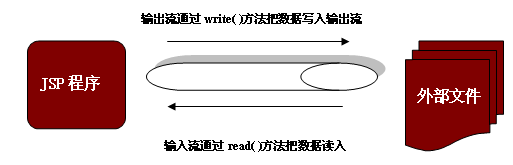 输出流通过 write( )方法把数据写入输出流
JSP 程序
外部文件
输入流通过 read( )方法把数据读入